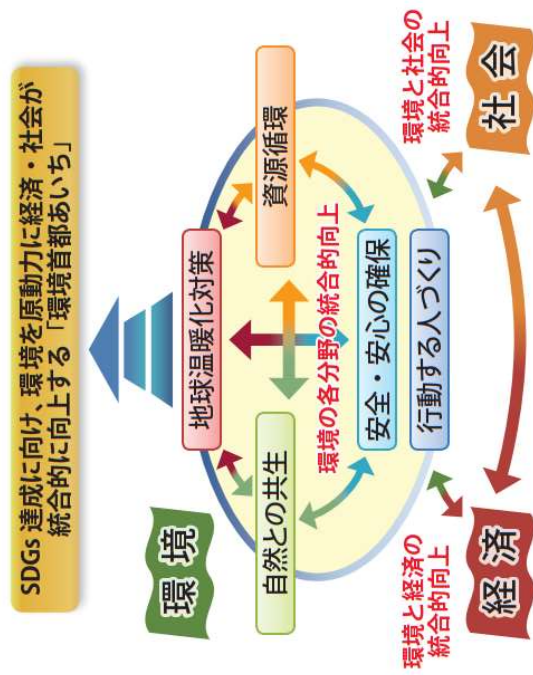 SDGs 達成に向け、環境を原動力に経済・社会が
統合的に向上する「環境首都あいち」
環境
地球温暖化対策
自然との共生
資源循環
環境の各分野の統合的向上
安全・安心の確保
行動する人づくり
環境と経済の
統合的向上
環境と社会の
統合的向上
経済
社会